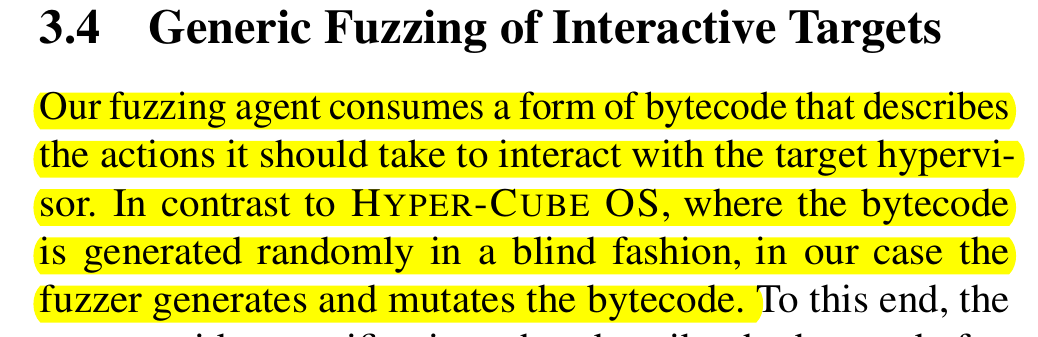 3.4 Generic Fuzzing of Interactive Targets
Our fuzzing agent consumes a form of bytecode that describes
the actions it should take to interact with the target hypervi-
sor. In contrast to HYPER-CUBE OS, where the bytecode
is generated randomly in a blind fashion, in our case the
fuzzer generates and mutates the bytecode. To this end, the